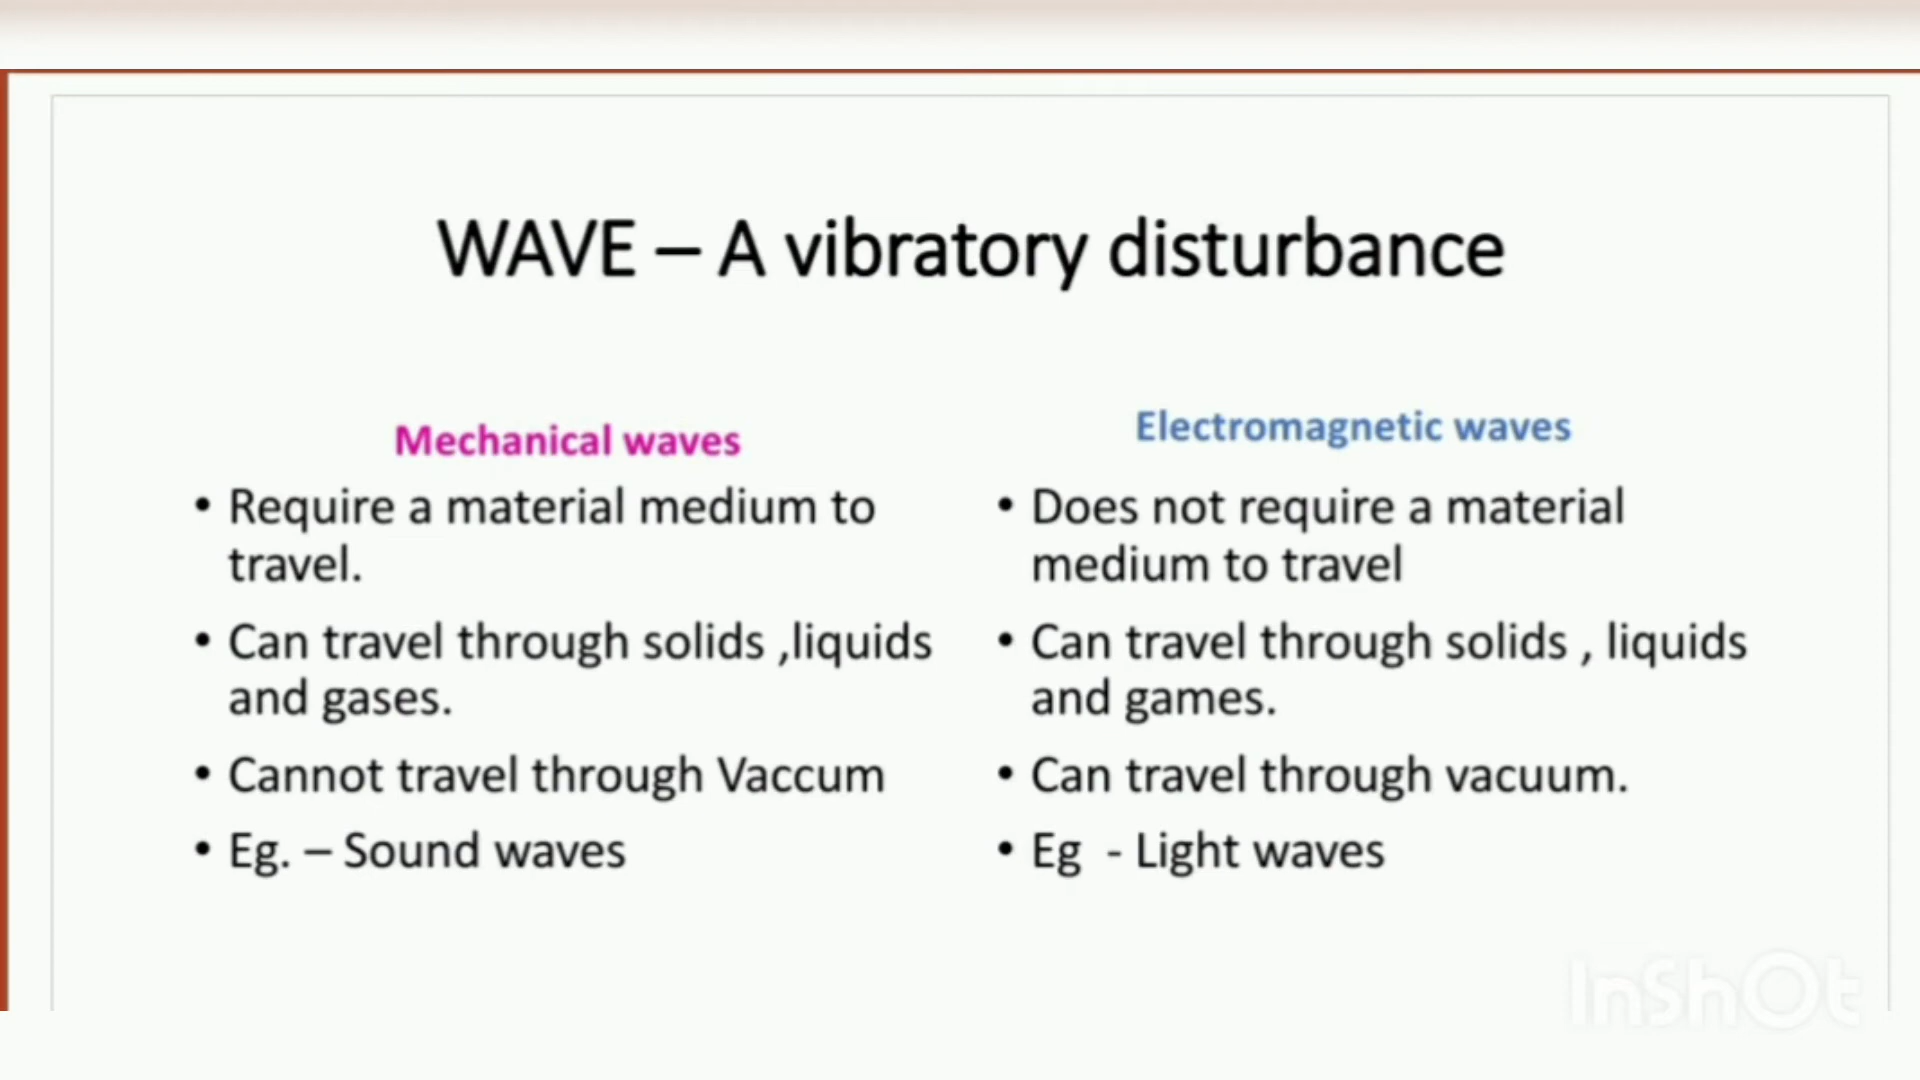 WAVE – A vibratory disturbance
Mechanical waves
• Require a material medium to
travel.
• Can travel through solids ,liquids
and gases.
• Cannot travel through Vaccum
• Eg. – Sound waves
Electromagnetic waves
• Does not require a material
medium to travel
• Can travel through solids , liquids
and games.
• Can travel through vacuum.
• Eg - Light waves
InShOt